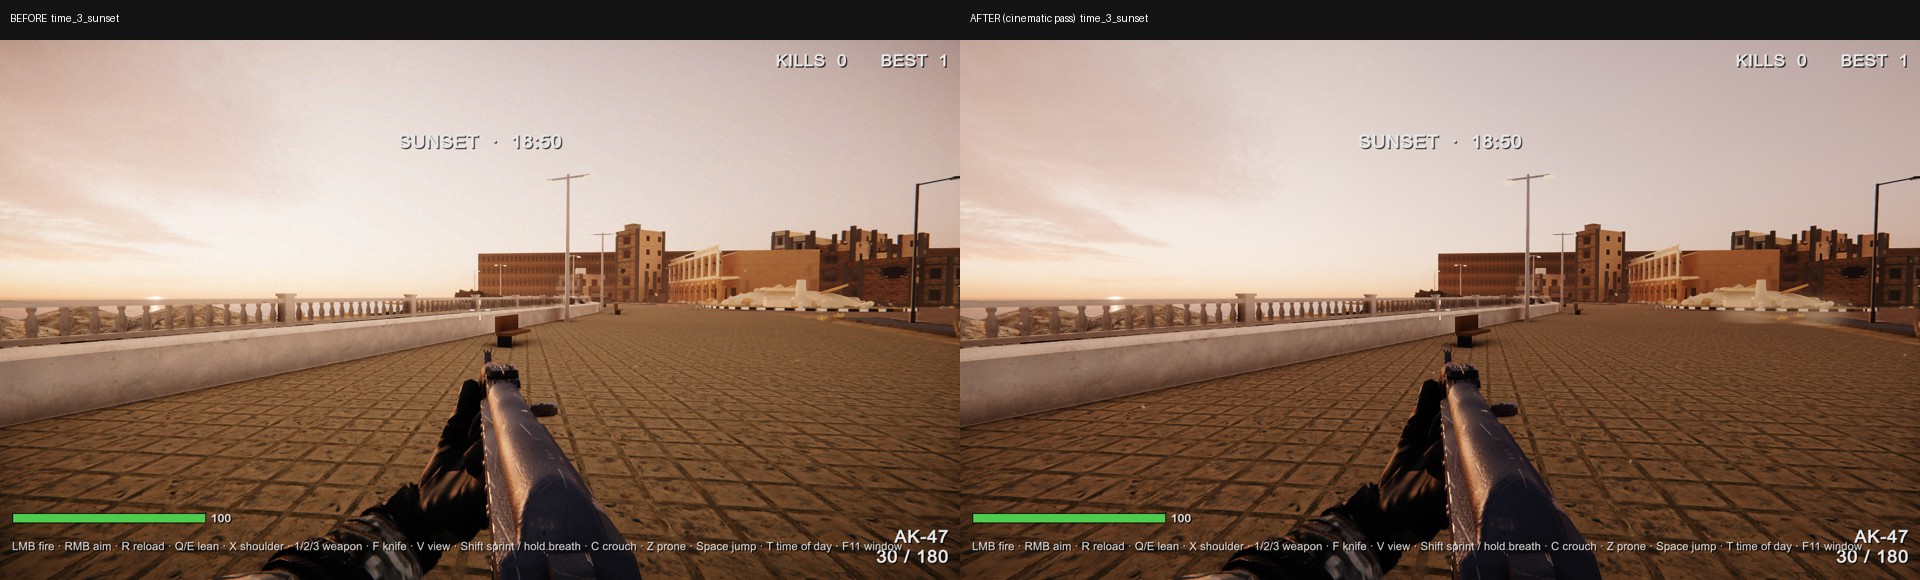 BEFORE time_3_sunset
AFTER (cinematic pass) time_3_sunset
KILLS 0 BEST 1
SUNSET · 18:50
100
AK-47
LMB fire · RMB aim · R reload · Q/E lean · X shoulder · 1/2/3 weapon · F knife · V view · Shift sprint / hold breath · C crouch · Z prone · Space jump · T time of day · F11 window
30 / 180
KILLS 0 BEST 1
SUNSET · 18:50
100
AK-47
LMB fire · RMB aim · R reload · Q/E lean · X shoulder · 1/2/3 weapon · F knife · V view · Shift sprint / hold breath · C crouch · Z prone · Space jump · T time of day · F11 window
30 / 180